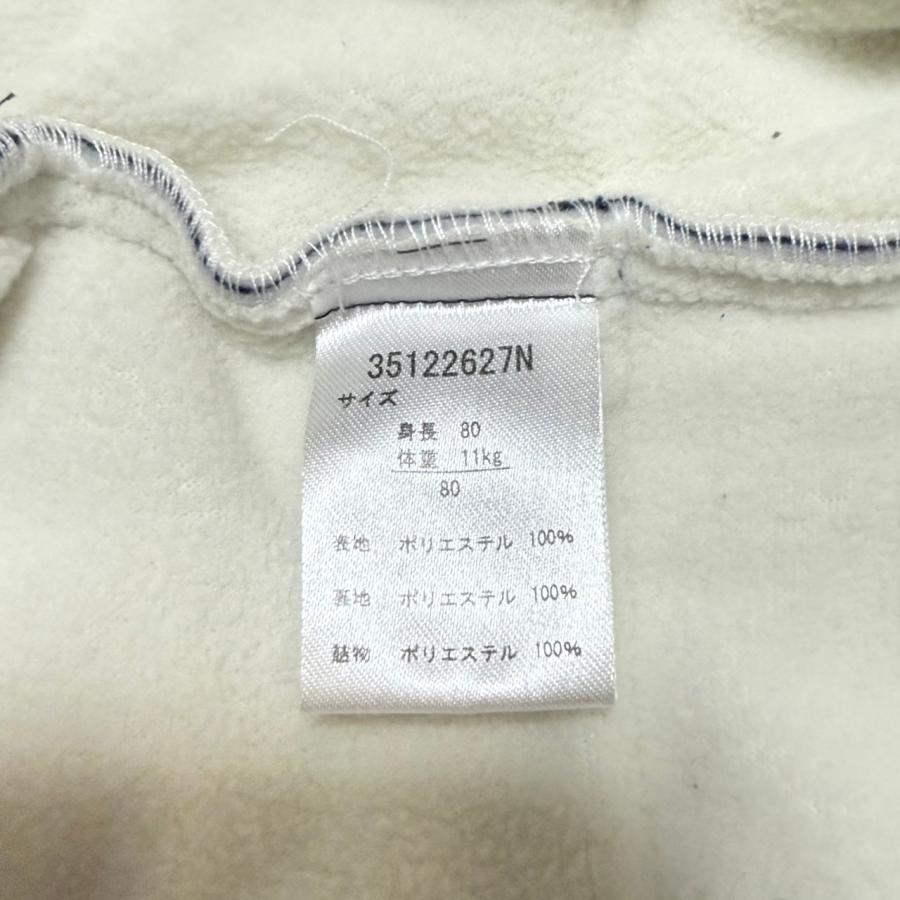 35122627N
サイズ
身長 80
体重 11kg
80
表地 ポリエステル 100%
裏地 ポリエステル 100%
詰物 ポリエステル 100%